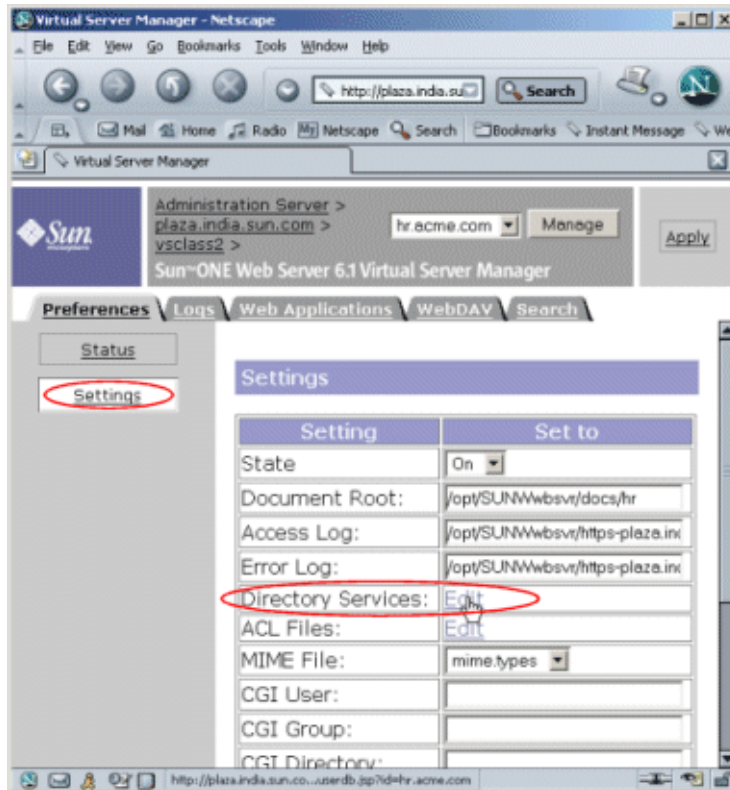 Virtual Server Manager - Netscape
File Edit View Go Bookmarks Tools Window Help
http://plaza.india.su
Search
Mail Home Radio My Netscape Search Bookmarks Instant Message We
Virtual Server Manager
Sun
Administration Server >
plaza.india.sun.com >
vsclass2 >
hr.acme.com
Manage
Apply
Sun ONE Web Server 6.1 Virtual Server Manager
Preferences Logs Web Applications WebDAV Search
Status
Settings
Settings
Setting Set to
State On
Document Root: /opt/SUNWwbsvr/docs/hr
Access Log: /opt/SUNWwbsvr/https-plaza.in
Error Log: /opt/SUNWwbsvr/https-plaza.in
Directory Services: Edit
ACL Files: Edit
MIME File: mime.types
CGI User:
CGI Group:
CGI Directory:
http://plaza.india.sun.co...userdb.jsp?id=hr.acme.com